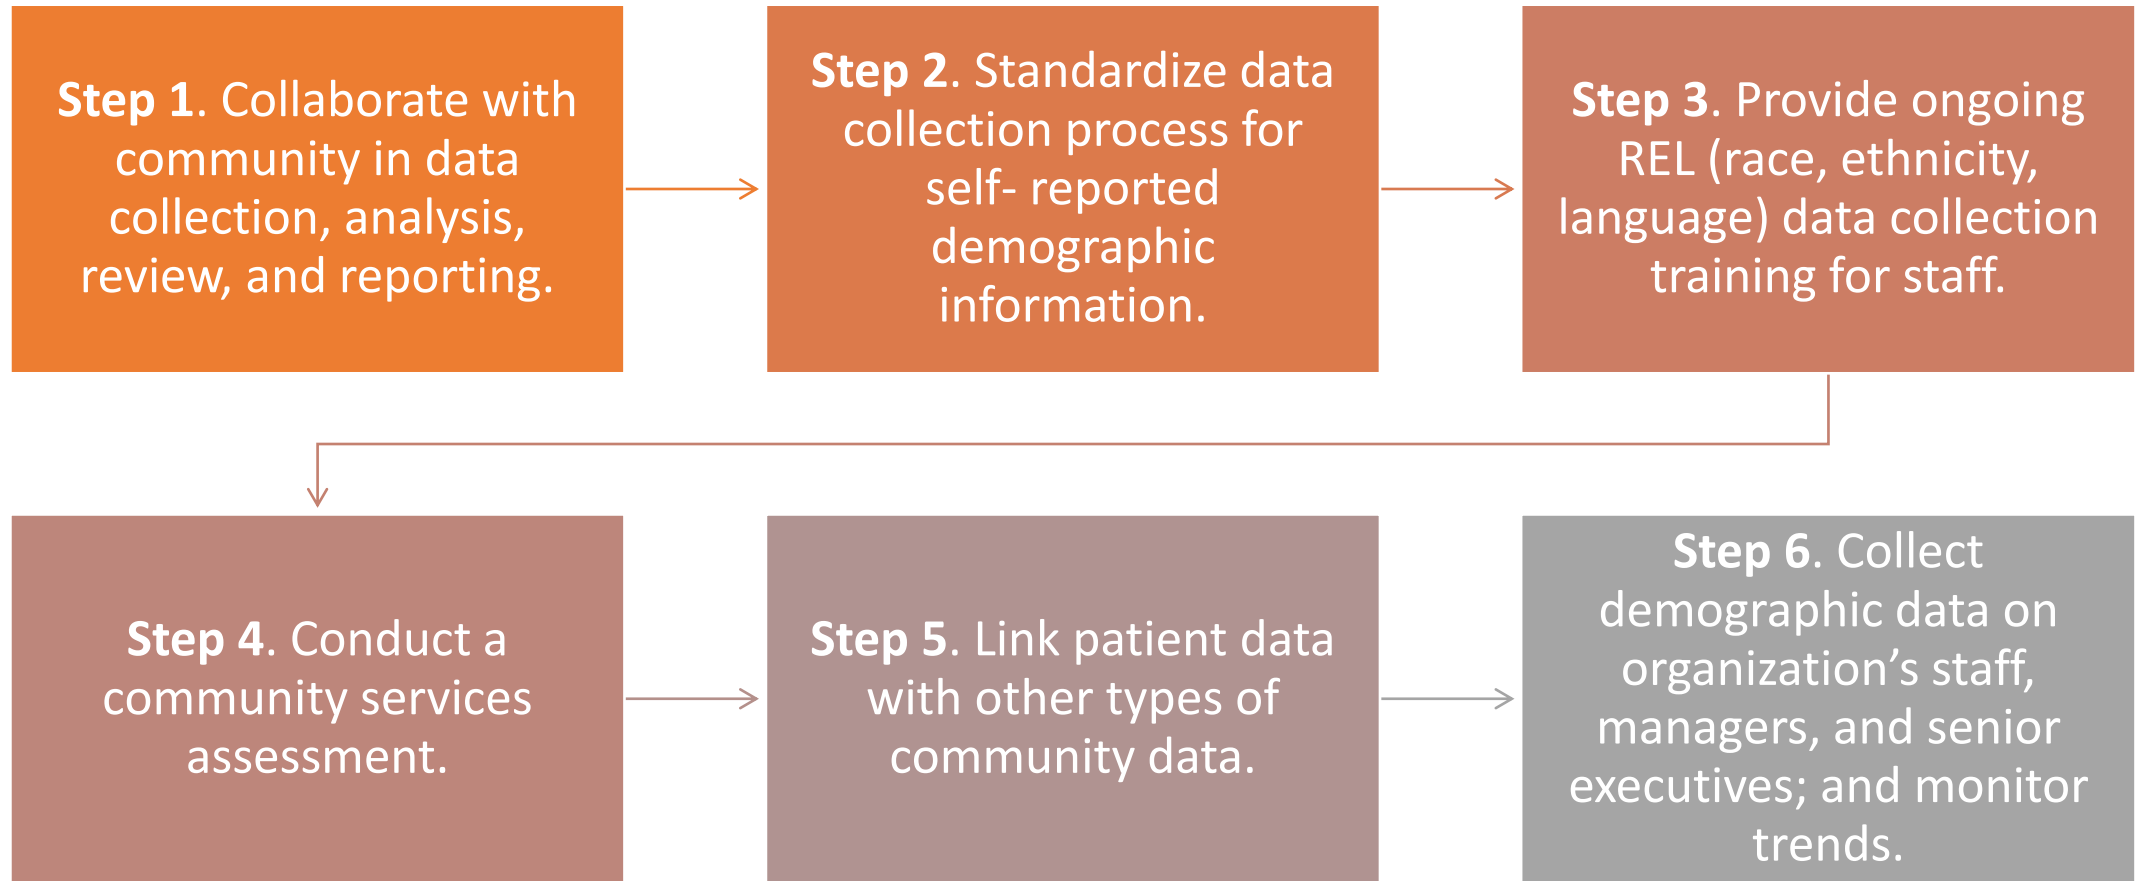 Step 1. Collaborate with
community in data
collection, analysis,
review, and reporting.
Step 2. Standardize data
collection process for
self- reported
demographic
information.
Step 3. Provide ongoing
REL (race, ethnicity,
language) data collection
training for staff.
Step 4. Conduct a
community services
assessment.
Step 5. Link patient data
with other types of
community data.
Step 6. Collect
demographic data on
organization’s staff,
managers, and senior
executives; and monitor
trends.